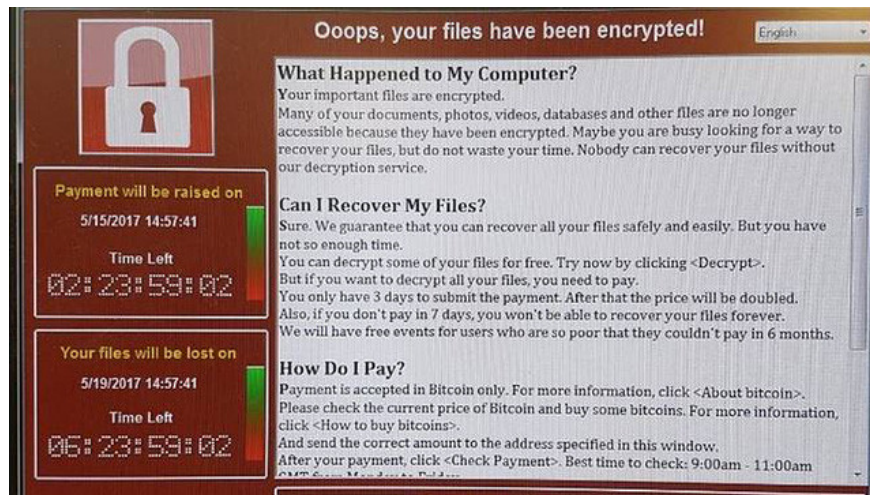 Ooops, your files have been encrypted!
English
What Happened to My Computer?
Your important files are encrypted.
Many of your documents, photos, videos, databases and other files are no longer
accessible because they have been encrypted. Maybe you are busy looking for a way to
recover your files, but do not waste your time. Nobody can recover your files without
our decryption service.
Can I Recover My Files?
Sure. We guarantee that you can recover all your files safely and easily. But you have
not so enough time.
You can decrypt some of your files for free. Try now by clicking <Decrypt>.
But if you want to decrypt all your files, you need to pay.
You only have 3 days to submit the payment. After that the price will be doubled.
Also, if you don't pay in 7 days, you won't be able to recover your files forever.
We will have free events for users who are so poor that they couldn't pay in 6 months.
How Do I Pay?
Payment is accepted in Bitcoin only. For more information, click <About bitcoin>.
Please check the current price of Bitcoin and buy some bitcoins. For more information,
click <How to buy bitcoins>.
And send the correct amount to the address specified in this window.
After your payment, click <Check Payment>. Best time to check: 9:00am - 11:00am
GMT from Monday to Friday.
Payment will be raised on
5/15/2017 14:57:41
Time Left
02:23:59:02
Your files will be lost on
5/19/2017 14:57:41
Time Left
06:23:59:02